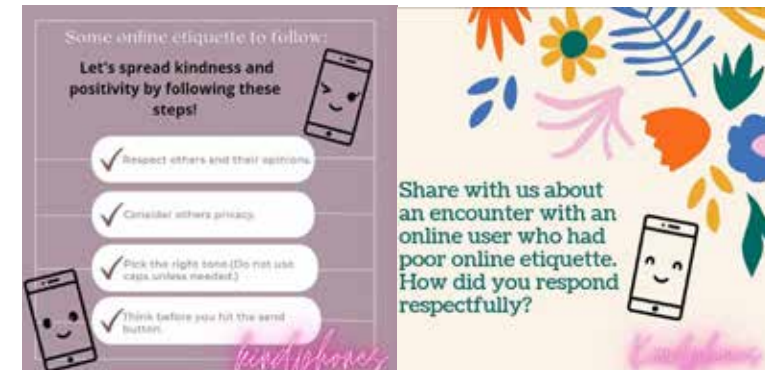 Some online etiquette to follow:
Let's spread kindness and
positivity by following these
steps!
Respect others and their opinions.
Consider others privacy.
Pick the right tone.(Do not use
caps unless needed.)
Think before you hit the send
button.
kindphones
Share with us about
an encounter with an
online user who had
poor online etiquette.
How did you respond
respectfully?
Kindphones